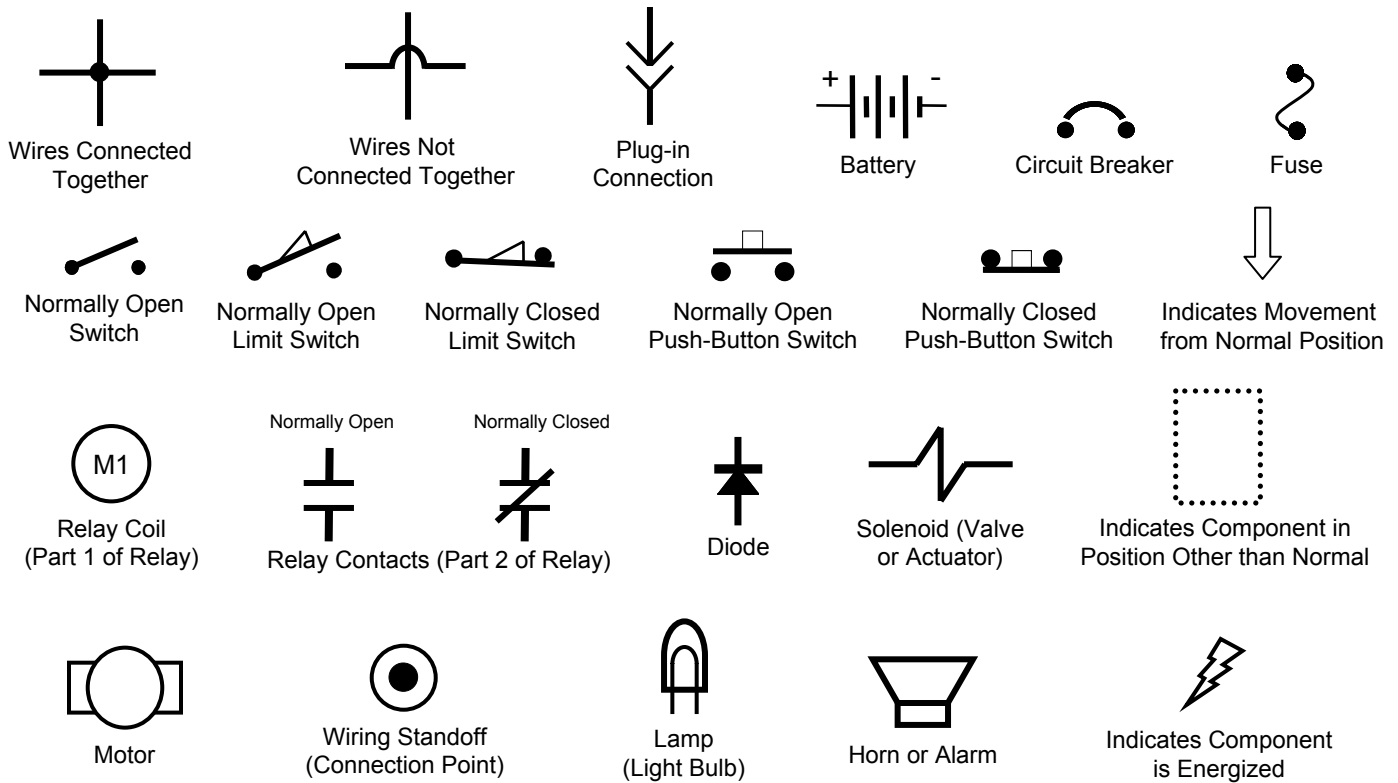 Wires Connected
Together
Wires Not
Connected Together
Plug-in
Connection
+ -
Battery
Circuit Breaker
Fuse
Normally Open
Switch
Normally Open
Limit Switch
Normally Closed
Limit Switch
Normally Open
Push-Button Switch
Normally Closed
Push-Button Switch
Indicates Movement
from Normal Position
M1
Relay Coil
(Part 1 of Relay)
Normally Open
Normally Closed
Relay Contacts (Part 2 of Relay)
Diode
Solenoid (Valve
or Actuator)
Indicates Component in
Position Other than Normal
Motor
Wiring Standoff
(Connection Point)
Lamp
(Light Bulb)
Horn or Alarm
Indicates Component
is Energized